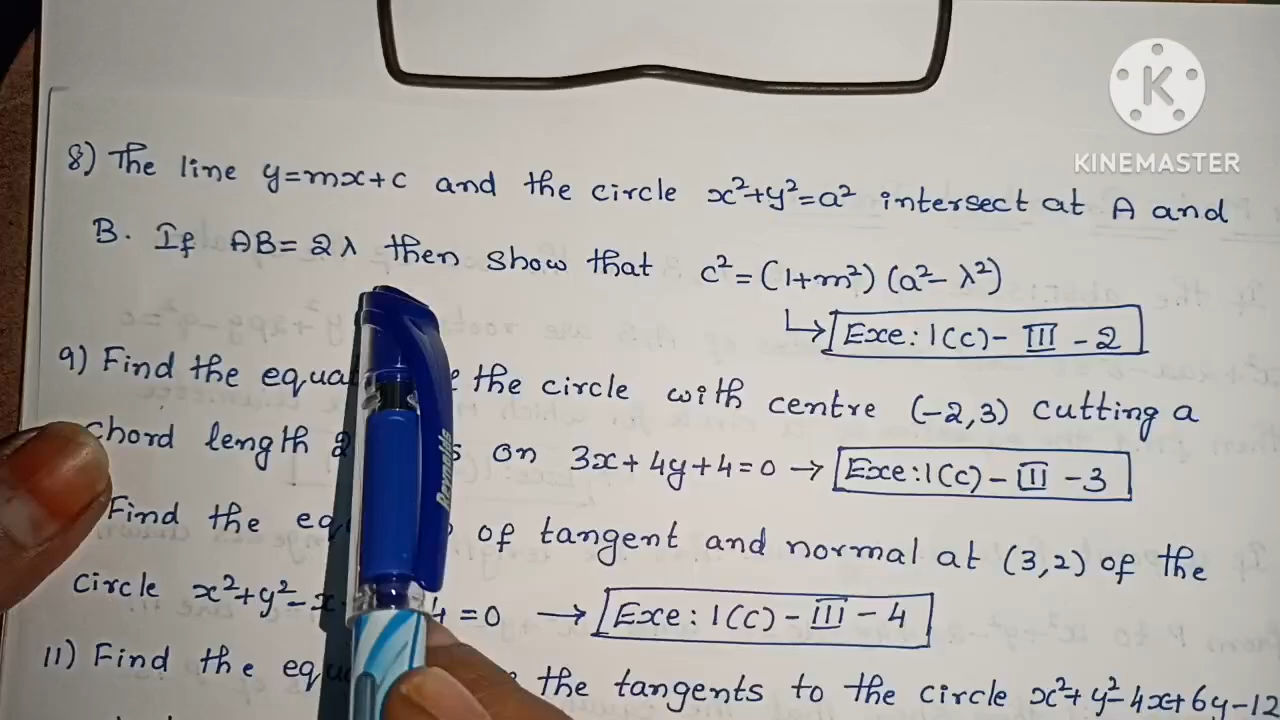 KINEMASTER
8) The line y=mx+c and the circle x²+y²=a² intersect at A and
B. If AB=2λ then show that c²=(1+m²)(a²-λ²)
↳ Exe: 1(c)-III-2
9) Find the the circle with centre (-2,3) cutting a
chord length 2 on 3x+4y+4=0 → Exe: 1(c)-II-3
Find the of tangent and normal at (3,2) of the
circle x²+y²-x 4=0 → Exe: 1(c)-III-4
11) Find the the tangents to the circle x²+y²-4x+6y-12
Reynolds